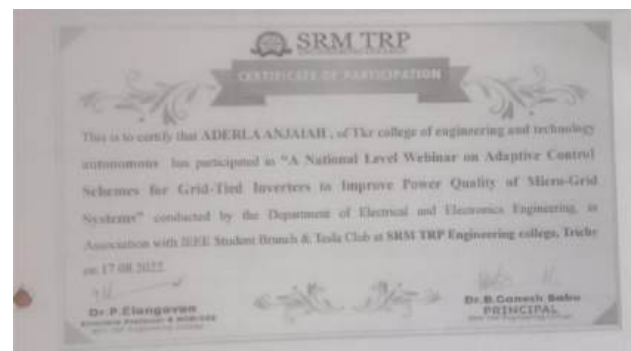 SRM TRP
CERTIFICATE OF PARTICIPATION
This is to certify that ADERLA ANJAIAH , of Tkr college of engineering and technology
autonomous has participated in "A National Level Webinar on Adaptive Control
Schemes for Grid-Tied Inverters to Improve Power Quality of Micro-Grid
Systems" conducted by the Department of Electrical and Electronics Engineering, in
Association with IEEE Student Branch & Tesla Club at SRM TRP Engineering college, Trichy
on 17.08.2022
Dr.P.Elangovan
Dr.B.Ganesh Babu
PRINCIPAL